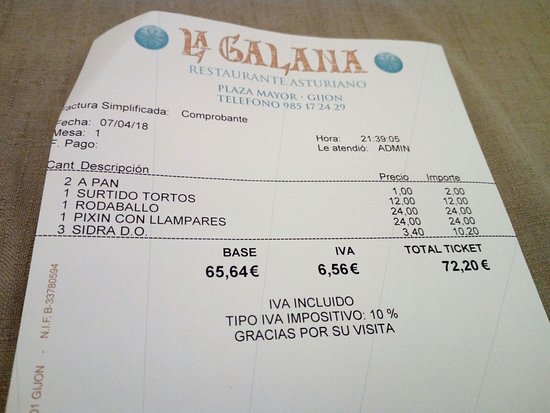 LA GALANA
RESTAURANTE ASTURIANO
PLAZA MAYOR · GIJON
TELEFONO 985 17 24 29
actura Simplificada: Comprobante
Fecha: 07/04/18 Hora: 21:39:05
Mesa: 1 Le atendió: ADMIN
F. Pago:
Cant Descripción Precio Importe
2 A PAN 1,00 2,00
1 SURTIDO TORTOS 12,00 12,00
1 RODABALLO 24,00 24,00
1 PIXIN CON LLAMPARES 24,00 24,00
3 SIDRA D.O. 3,40 10,20
BASE IVA TOTAL TICKET
65,64 € 6,56 € 72,20 €
IVA INCLUIDO
TIPO IVA IMPOSITIVO: 10 %
GRACIAS POR SU VISITA
01 GIJON - N.I.F. B-33780594